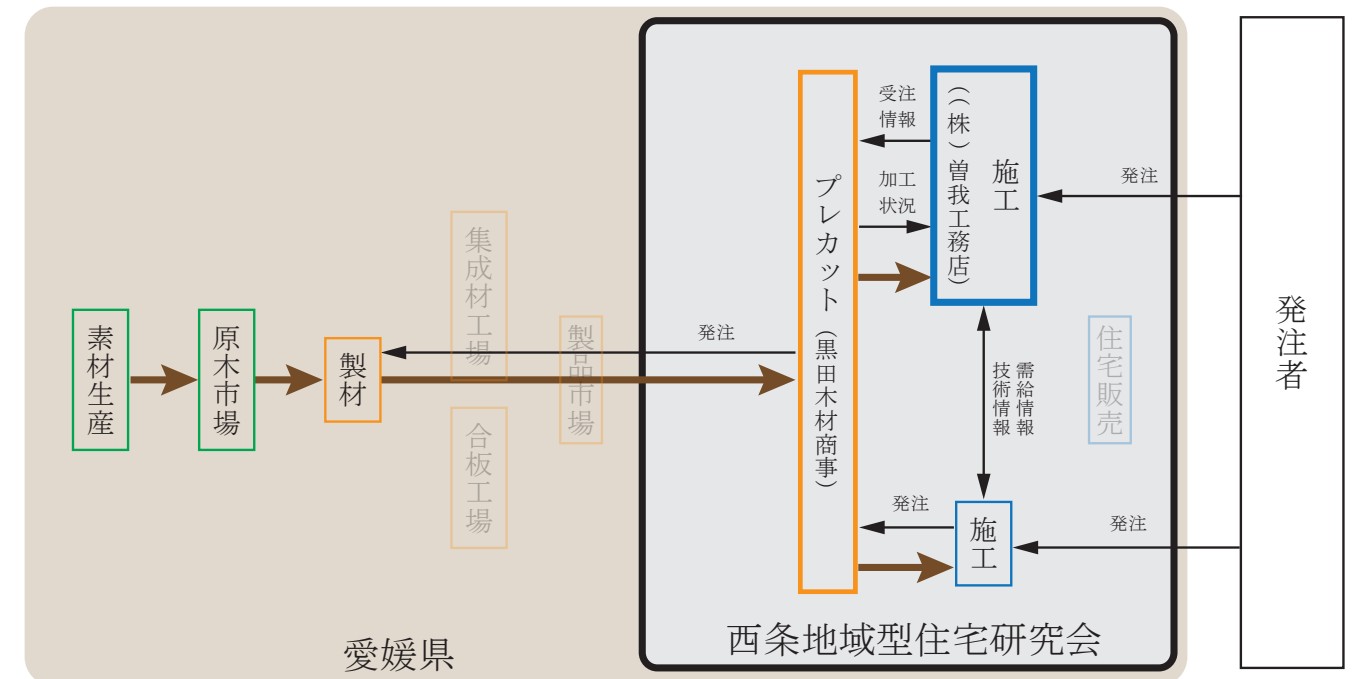 素材生産
原木市場
製材
集成材工場
合板工場
製品市場
発注
プレカット（黒田木材商事）
受注
情報
加工
状況
施工
（（株）曽我工務店）
需給情報
技術情報
発注
施工
住宅販売
発注
発注
発注者
愛媛県
西条地域型住宅研究会